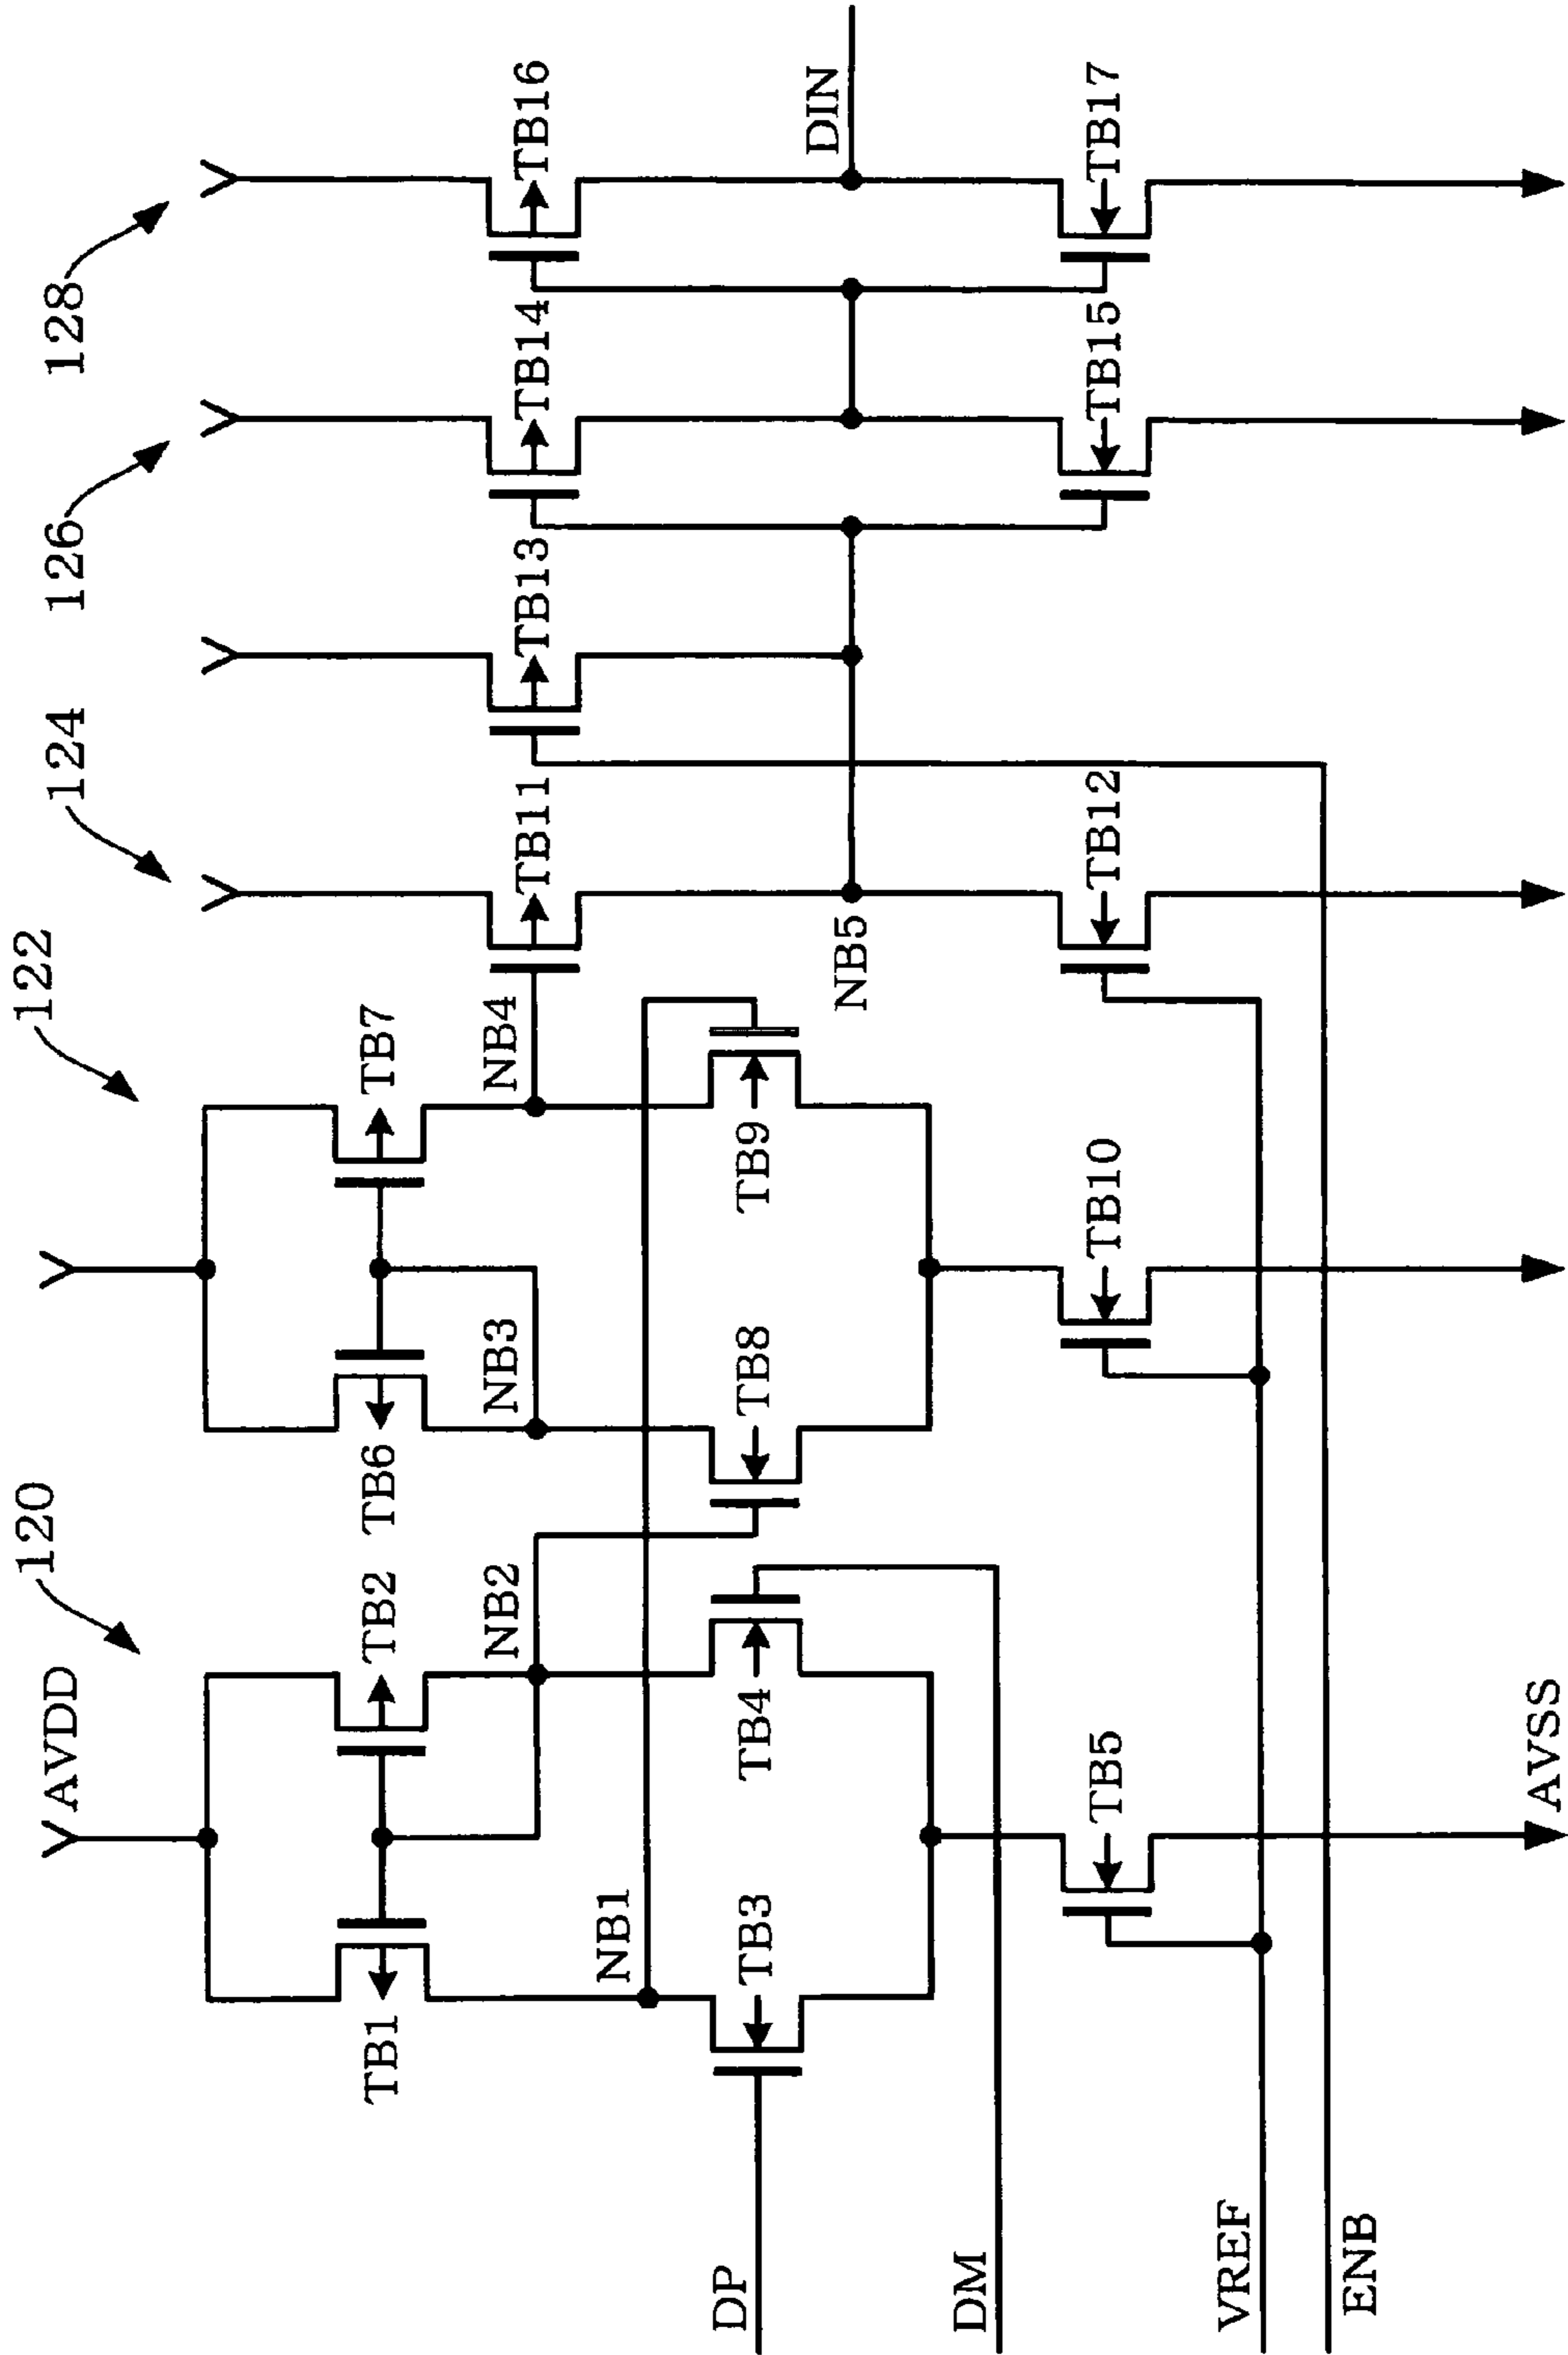 120
122
124
126
128
AVDD
TB1
TB2
TB6
TB7
NB2
NB3
NB4
TB11
TB13
TB14
TB16
NB1
DP
TB3
TB4
TB8
TB9
NB5
DIN
DM
TB5
TB10
TB12
TB15
TB17
VREF
ENB
AVSS